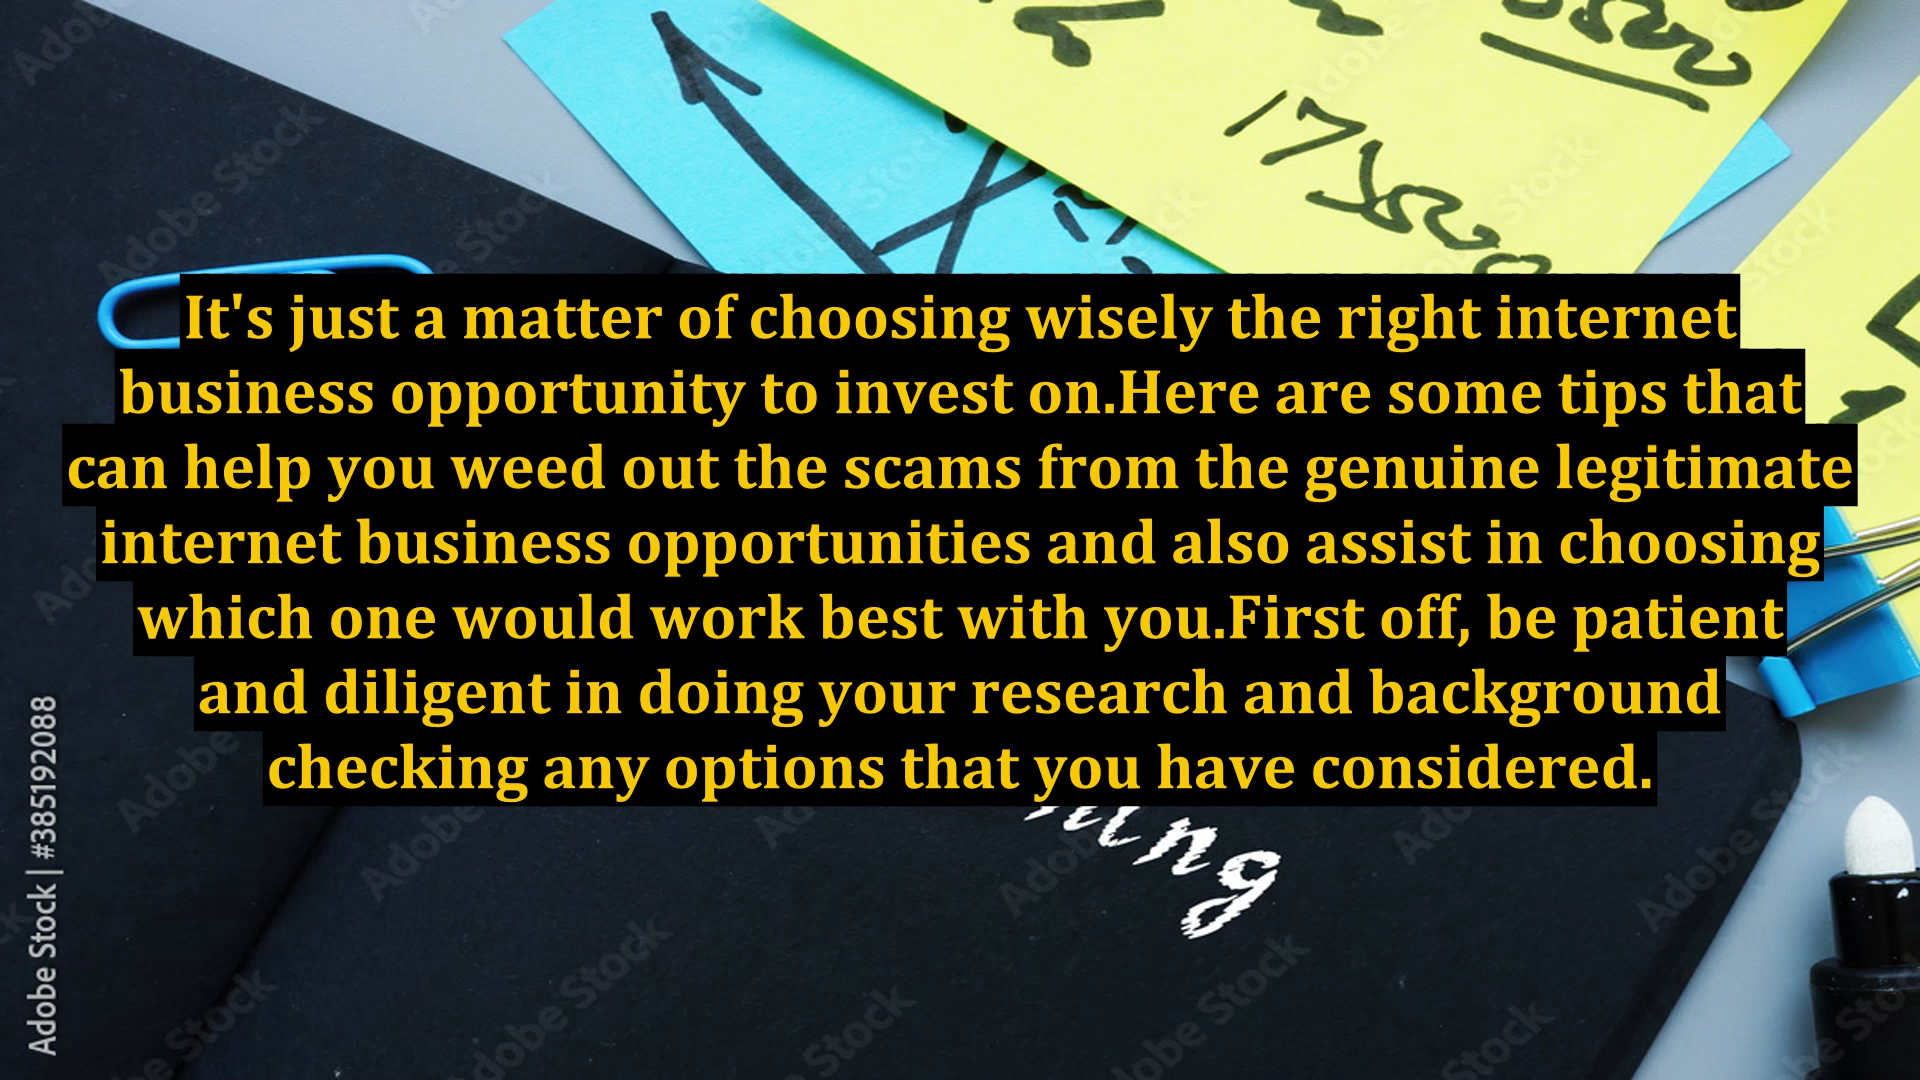 17500
It's just a matter of choosing wisely the right internet
business opportunity to invest on.Here are some tips that
can help you weed out the scams from the genuine legitimate
internet business opportunities and also assist in choosing
which one would work best with you.First off, be patient
and diligent in doing your research and background
checking any options that you have considered.
Adobe Stock | #385192088
Adobe Stock